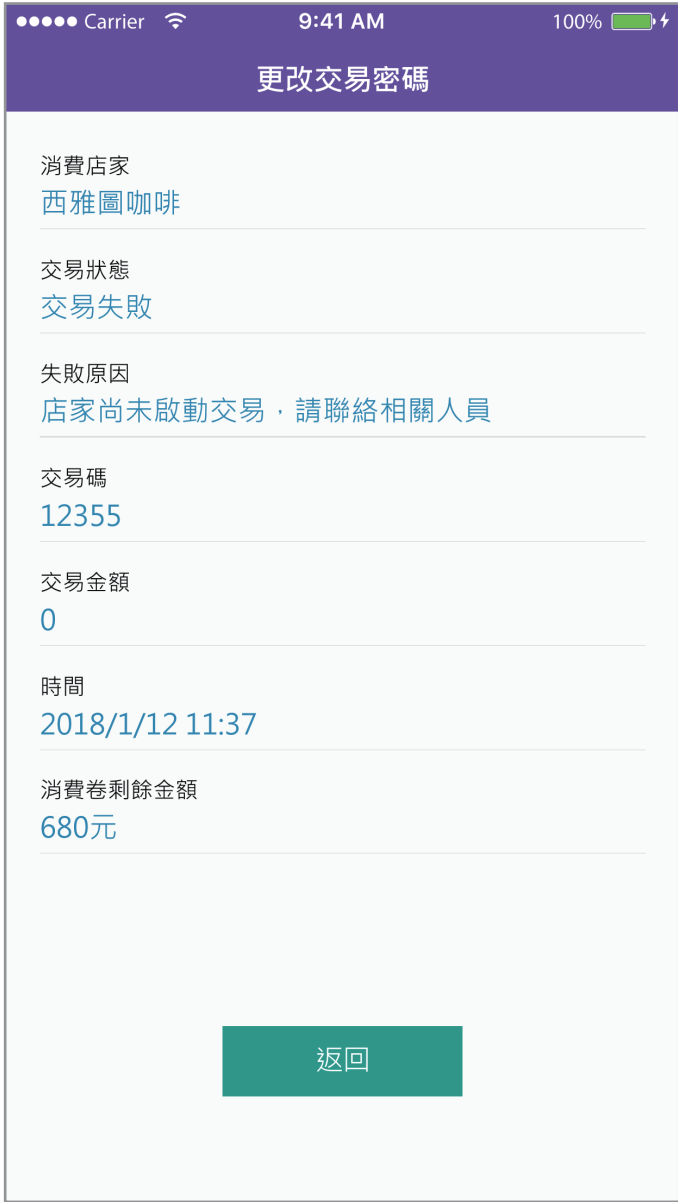 Carrier 9:41 AM 100%
更改交易密碼
消費店家
西雅圖咖啡
交易狀態
交易失敗
失敗原因
店家尚未啟動交易，請聯絡相關人員
交易碼
12355
交易金額
0
時間
2018/1/12 11:37
消費卷剩餘金額
680元
返回